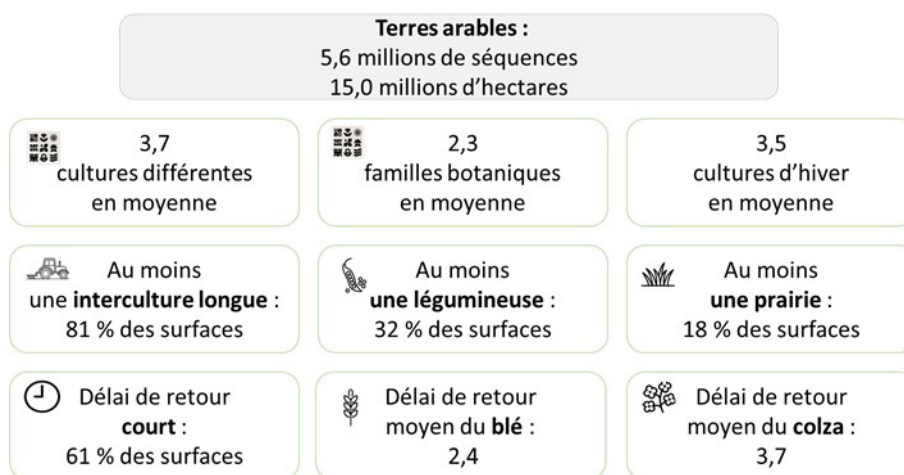 Terres arables :
5,6 millions de séquences
15,0 millions d’hectares
3,7
cultures différentes
en moyenne
2,3
familles botaniques
en moyenne
3,5
cultures d’hiver
en moyenne
Au moins
une interculture longue :
81 % des surfaces
Au moins
une légumineuse :
32 % des surfaces
Au moins
une prairie :
18 % des surfaces
Délai de retour
court :
61 % des surfaces
Délai de retour
moyen du blé :
2,4
Délai de retour
moyen du colza :
3,7